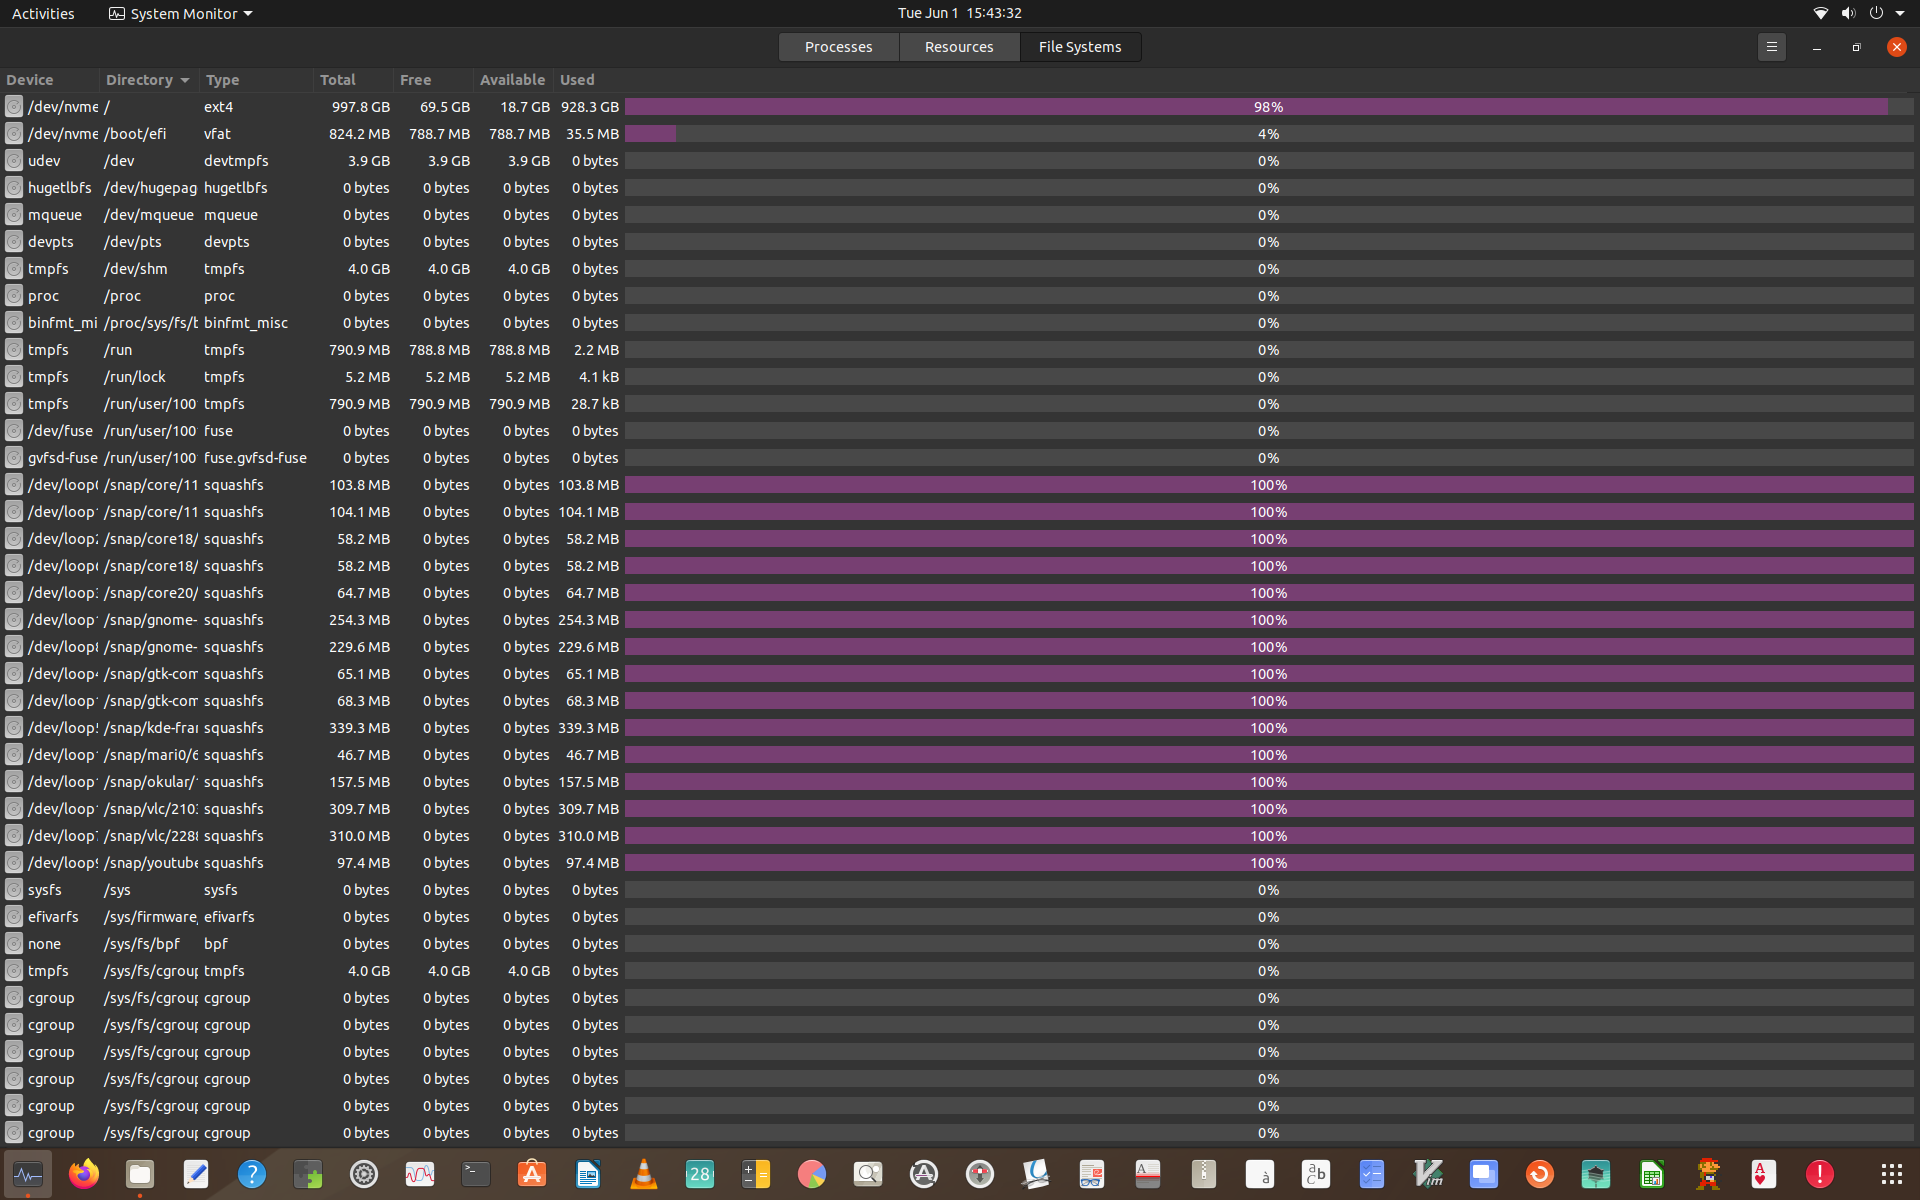 Activities System Monitor Tue Jun 1 15:43:32
Processes Resources File Systems
Device Directory Type Total Free Available Used
/dev/nvme / ext4 997.8 GB 69.5 GB 18.7 GB 928.3 GB 98%
/dev/nvme /boot/efi vfat 824.2 MB 788.7 MB 788.7 MB 35.5 MB 4%
udev /dev devtmpfs 3.9 GB 3.9 GB 3.9 GB 0 bytes 0%
hugetlbfs /dev/hugepag hugetlbfs 0 bytes 0 bytes 0 bytes 0 bytes 0%
mqueue /dev/mqueue mqueue 0 bytes 0 bytes 0 bytes 0 bytes 0%
devpts /dev/pts devpts 0 bytes 0 bytes 0 bytes 0 bytes 0%
tmpfs /dev/shm tmpfs 4.0 GB 4.0 GB 4.0 GB 0 bytes 0%
proc /proc proc 0 bytes 0 bytes 0 bytes 0 bytes 0%
binfmt_mi /proc/sys/fs/b binfmt_misc 0 bytes 0 bytes 0 bytes 0 bytes 0%
tmpfs /run tmpfs 790.9 MB 788.8 MB 788.8 MB 2.2 MB 0%
tmpfs /run/lock tmpfs 5.2 MB 5.2 MB 5.2 MB 4.1 kB 0%
tmpfs /run/user/100 tmpfs 790.9 MB 790.9 MB 790.9 MB 28.7 kB 0%
/dev/fuse /run/user/100 fuse 0 bytes 0 bytes 0 bytes 0 bytes 0%
gvfsd-fuse /run/user/100 fuse.gvfsd-fuse 0 bytes 0 bytes 0 bytes 0 bytes 0%
/dev/loop0 /snap/core/11 squashfs 103.8 MB 0 bytes 0 bytes 103.8 MB 100%
/dev/loop1 /snap/core/11 squashfs 104.1 MB 0 bytes 0 bytes 104.1 MB 100%
/dev/loop2 /snap/core18/ squashfs 58.2 MB 0 bytes 0 bytes 58.2 MB 100%
/dev/loop6 /snap/core18/ squashfs 58.2 MB 0 bytes 0 bytes 58.2 MB 100%
/dev/loop3 /snap/core20/ squashfs 64.7 MB 0 bytes 0 bytes 64.7 MB 100%
/dev/loop1 /snap/gnome- squashfs 254.3 MB 0 bytes 0 bytes 254.3 MB 100%
/dev/loop8 /snap/gnome- squashfs 229.6 MB 0 bytes 0 bytes 229.6 MB 100%
/dev/loop4 /snap/gtk-com squashfs 65.1 MB 0 bytes 0 bytes 65.1 MB 100%
/dev/loop1 /snap/gtk-com squashfs 68.3 MB 0 bytes 0 bytes 68.3 MB 100%
/dev/loop5 /snap/kde-fra squashfs 339.3 MB 0 bytes 0 bytes 339.3 MB 100%
/dev/loop1 /snap/mari0/6 squashfs 46.7 MB 0 bytes 0 bytes 46.7 MB 100%
/dev/loop1 /snap/okular/ squashfs 157.5 MB 0 bytes 0 bytes 157.5 MB 100%
/dev/loop1 /snap/vlc/2103 squashfs 309.7 MB 0 bytes 0 bytes 309.7 MB 100%
/dev/loop7 /snap/vlc/2288 squashfs 310.0 MB 0 bytes 0 bytes 310.0 MB 100%
/dev/loop9 /snap/youtube squashfs 97.4 MB 0 bytes 0 bytes 97.4 MB 100%
sysfs /sys sysfs 0 bytes 0 bytes 0 bytes 0 bytes 0%
efivarfs /sys/firmware/ efivarfs 0 bytes 0 bytes 0 bytes 0 bytes 0%
none /sys/fs/bpf bpf 0 bytes 0 bytes 0 bytes 0 bytes 0%
tmpfs /sys/fs/cgroup tmpfs 4.0 GB 4.0 GB 4.0 GB 0 bytes 0%
cgroup /sys/fs/cgroup cgroup 0 bytes 0 bytes 0 bytes 0 bytes 0%
cgroup /sys/fs/cgroup cgroup 0 bytes 0 bytes 0 bytes 0 bytes 0%
cgroup /sys/fs/cgroup cgroup 0 bytes 0 bytes 0 bytes 0 bytes 0%
cgroup /sys/fs/cgroup cgroup 0 bytes 0 bytes 0 bytes 0 bytes 0%
cgroup /sys/fs/cgroup cgroup 0 bytes 0 bytes 0 bytes 0 bytes 0%
cgroup /sys/fs/cgroup cgroup 0 bytes 0 bytes 0 bytes 0 bytes 0%
28